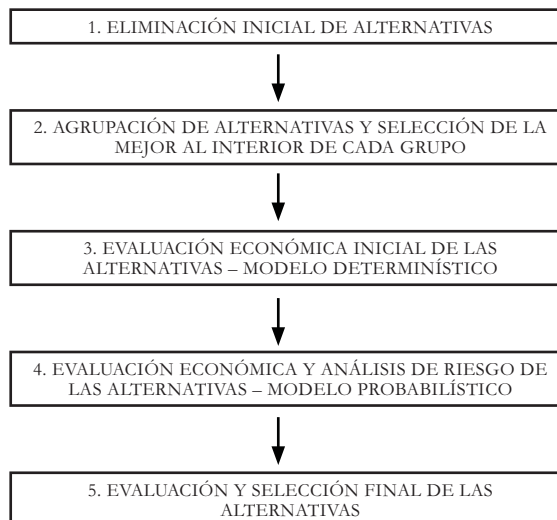 1. ELIMINACIÓN INICIAL DE ALTERNATIVAS
2. AGRUPACIÓN DE ALTERNATIVAS Y SELECCIÓN DE LA
MEJOR AL INTERIOR DE CADA GRUPO
3. EVALUACIÓN ECONÓMICA INICIAL DE LAS
ALTERNATIVAS – MODELO DETERMINÍSTICO
4. EVALUACIÓN ECONÓMICA Y ANÁLISIS DE RIESGO DE
LAS ALTERNATIVAS – MODELO PROBABILÍSTICO
5. EVALUACIÓN Y SELECCIÓN FINAL DE LAS
ALTERNATIVAS